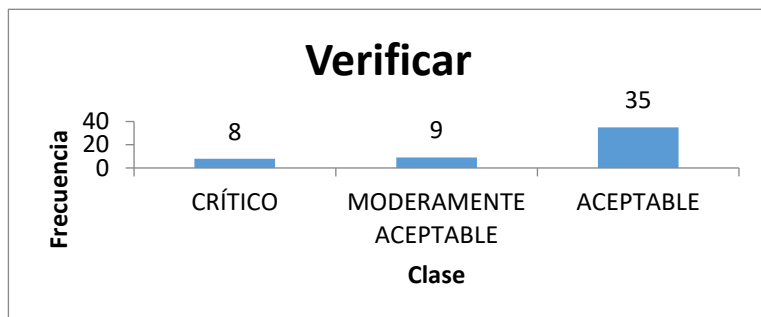 Verificar
Frecuencia
40
20
0
8
9
35
CRÍTICO
MODERAMENTE
ACEPTABLE
ACEPTABLE
Clase